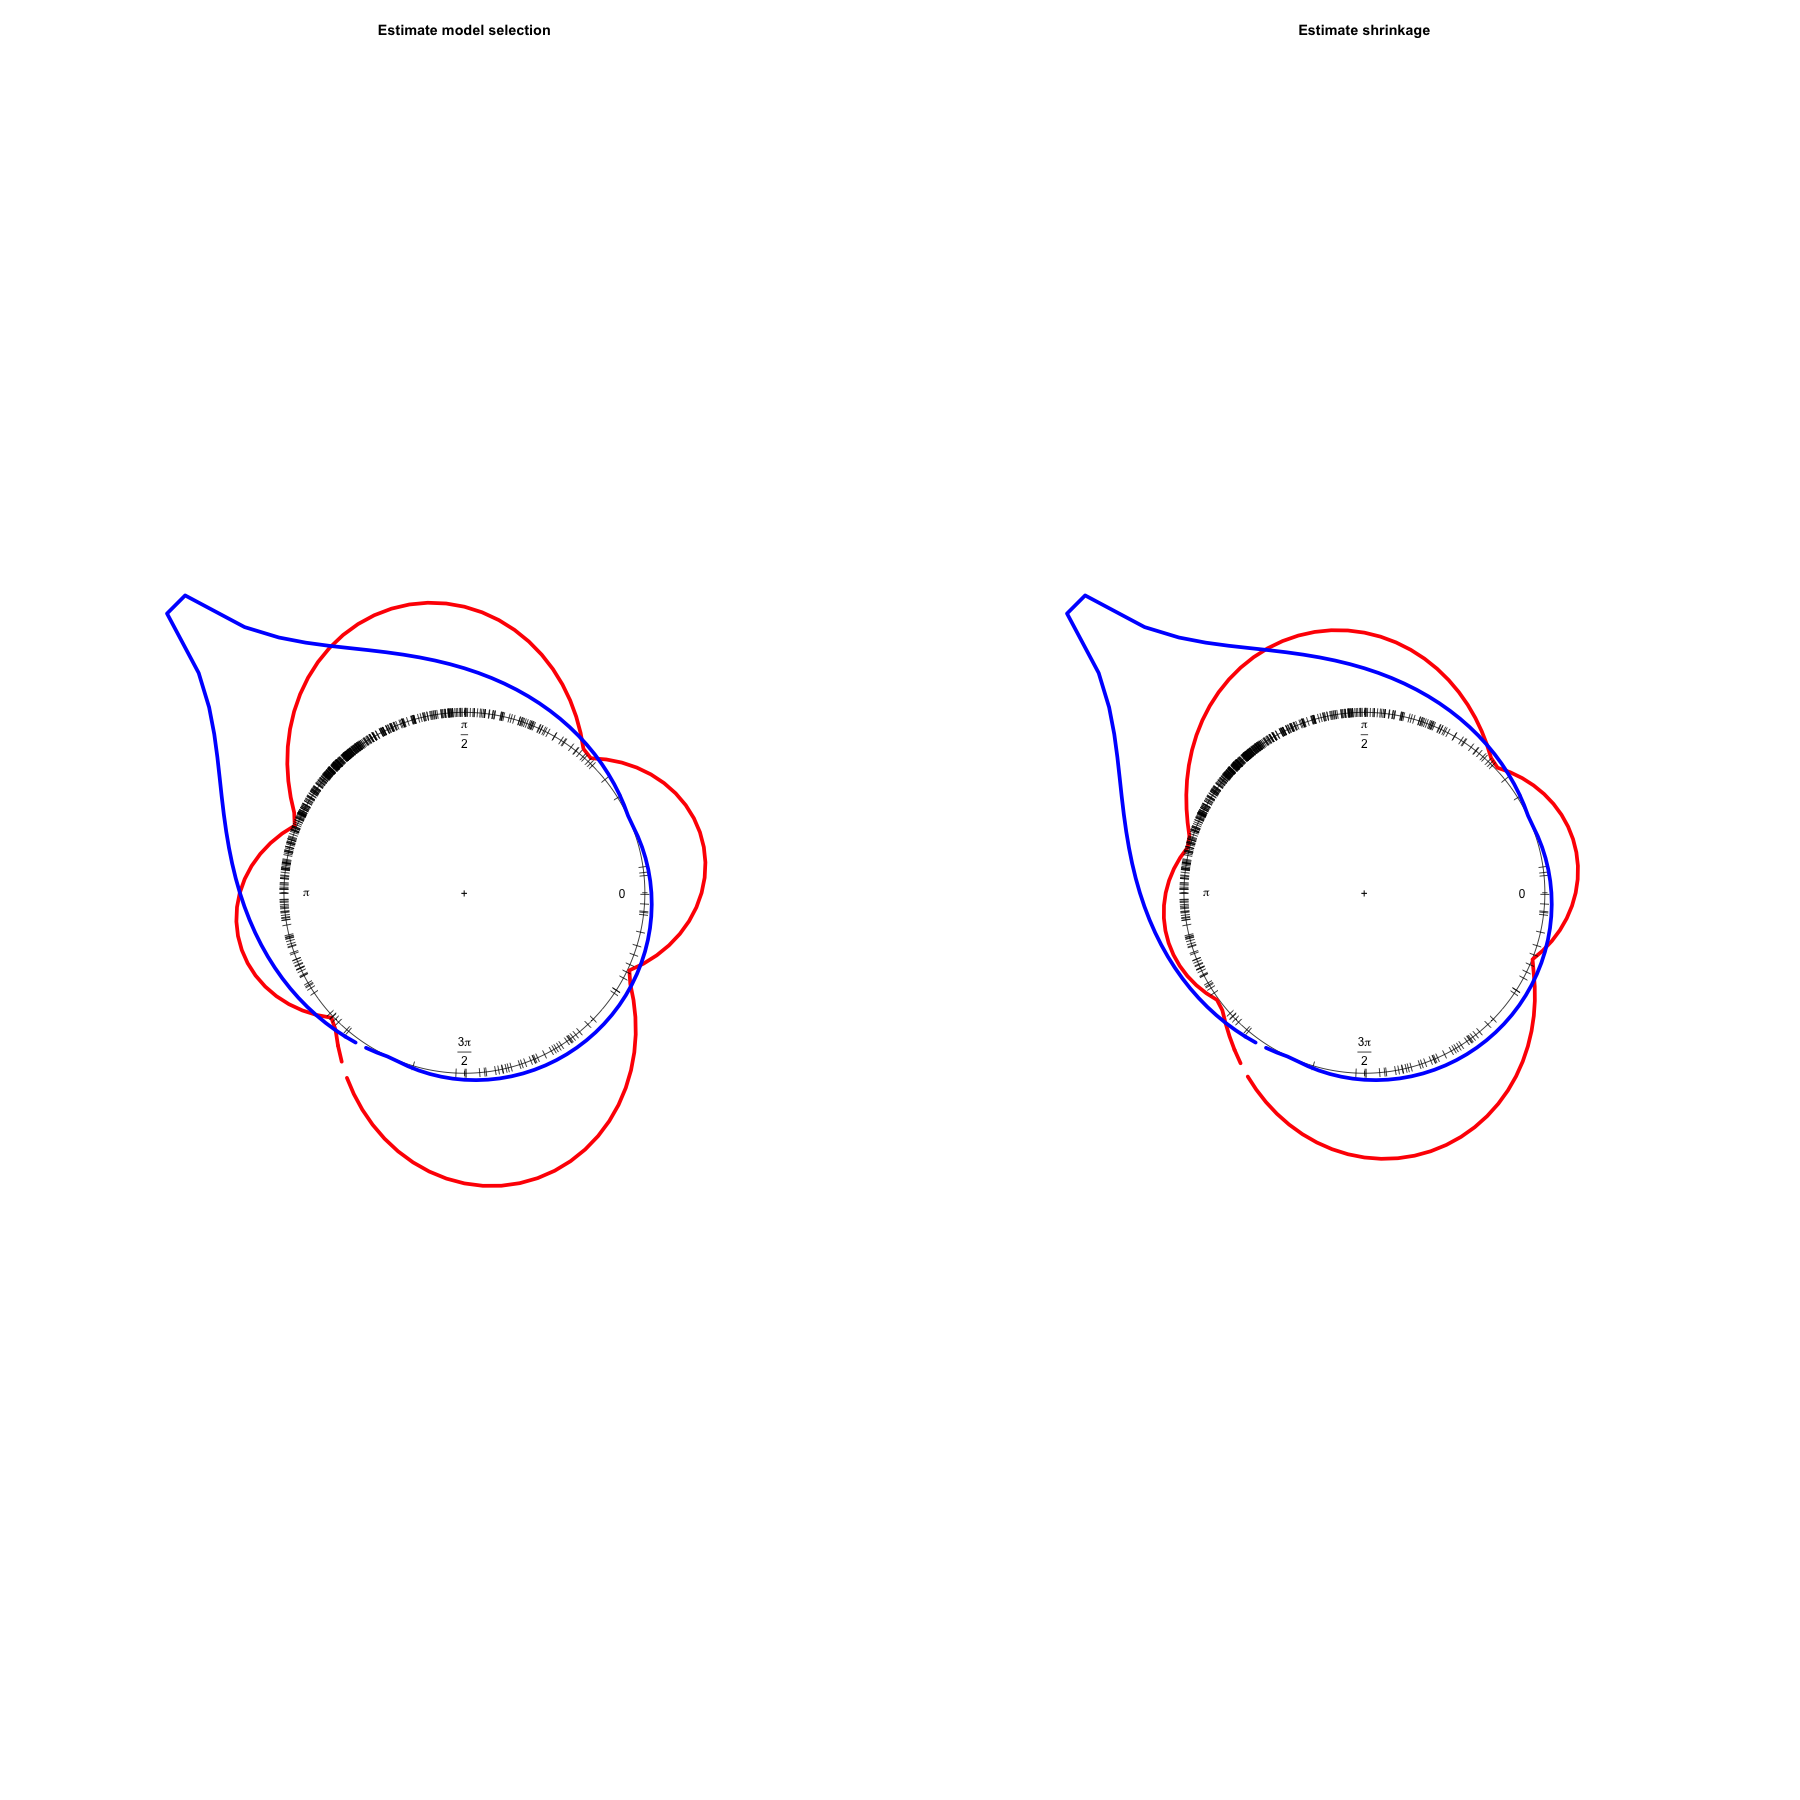 Estimate model selection
Estimate shrinkage
π
2
π
+
0
3π
2
π
2
π
+
0
3π
2